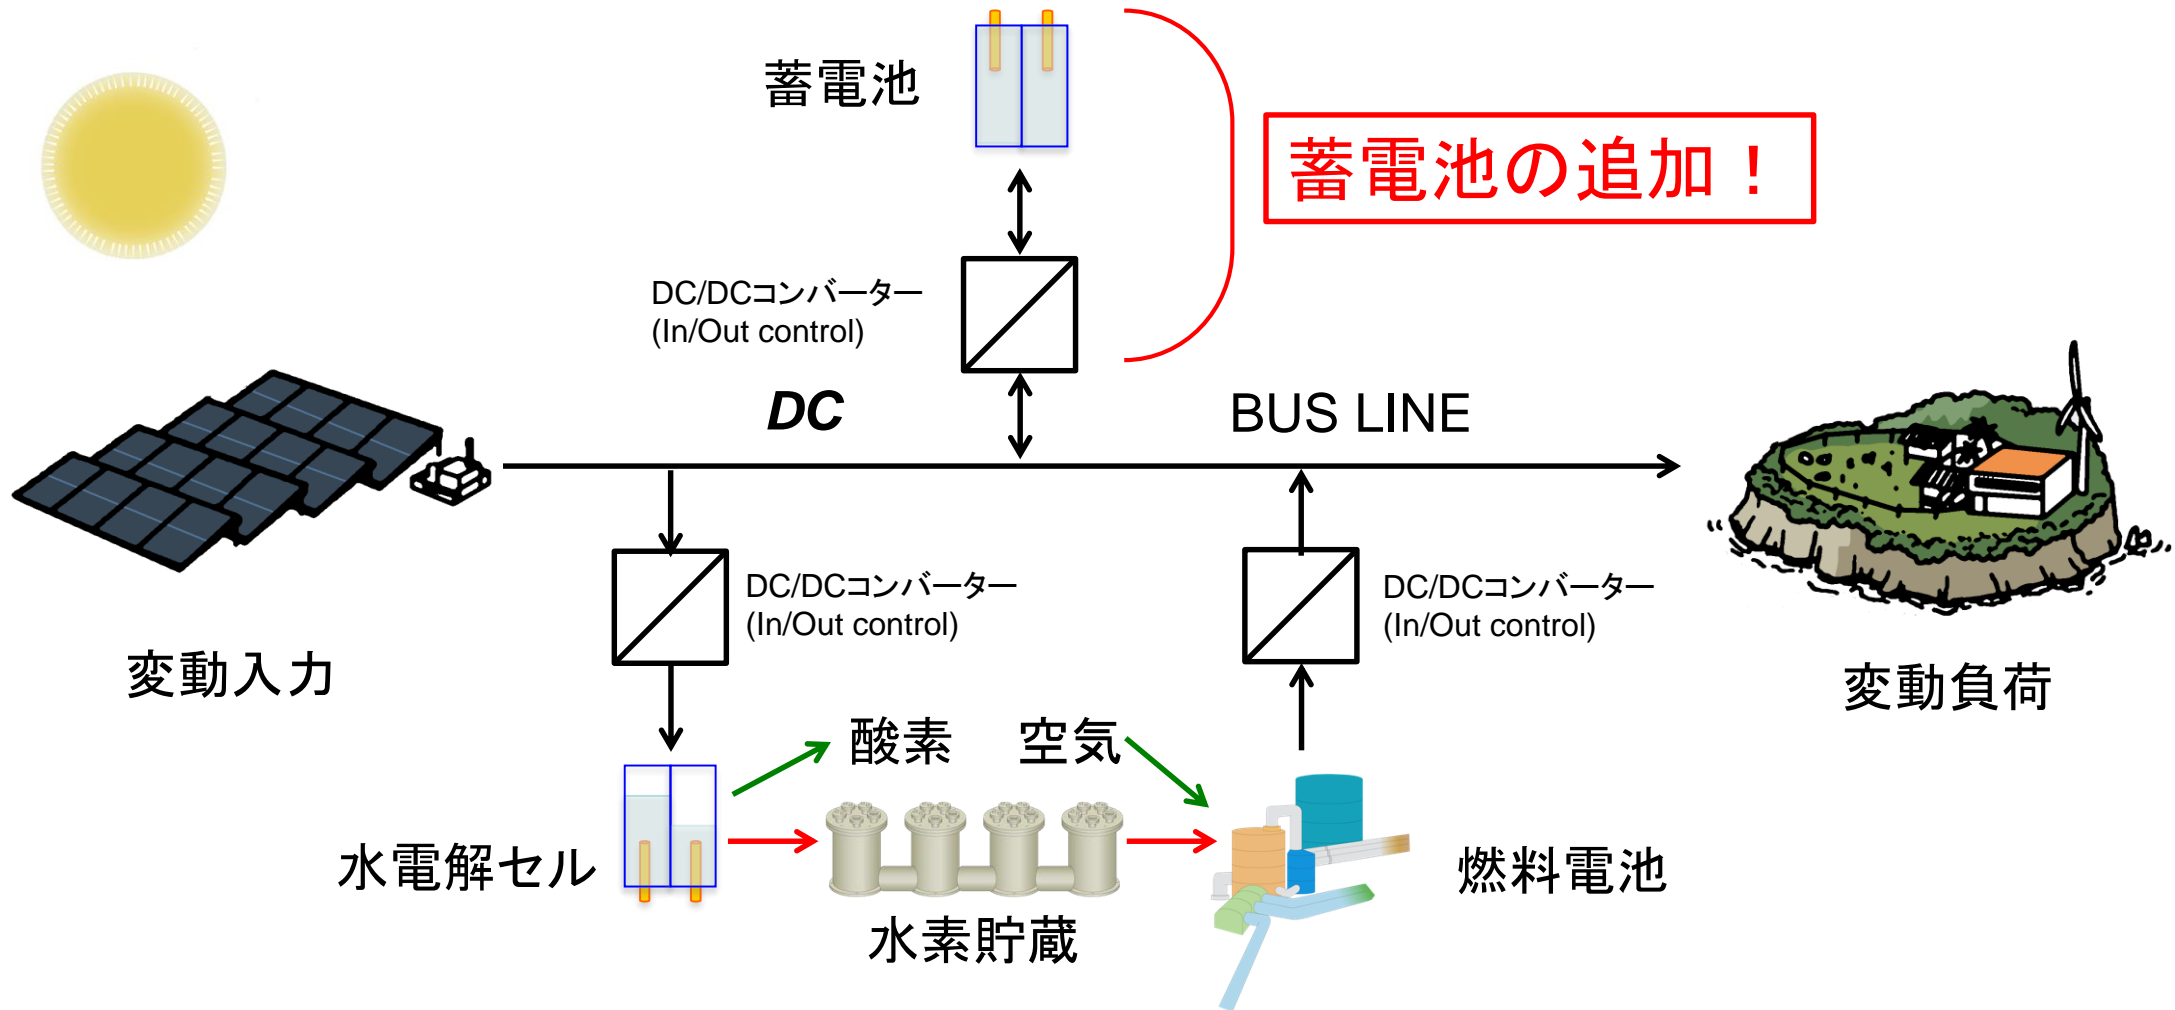 蓄電池
蓄電池の追加！
DC/DCコンバーター
(In/Out control)
DC
BUS LINE
DC/DCコンバーター
(In/Out control)
DC/DCコンバーター
(In/Out control)
変動入力
変動負荷
酸素
空気
水電解セル
燃料電池
水素貯蔵